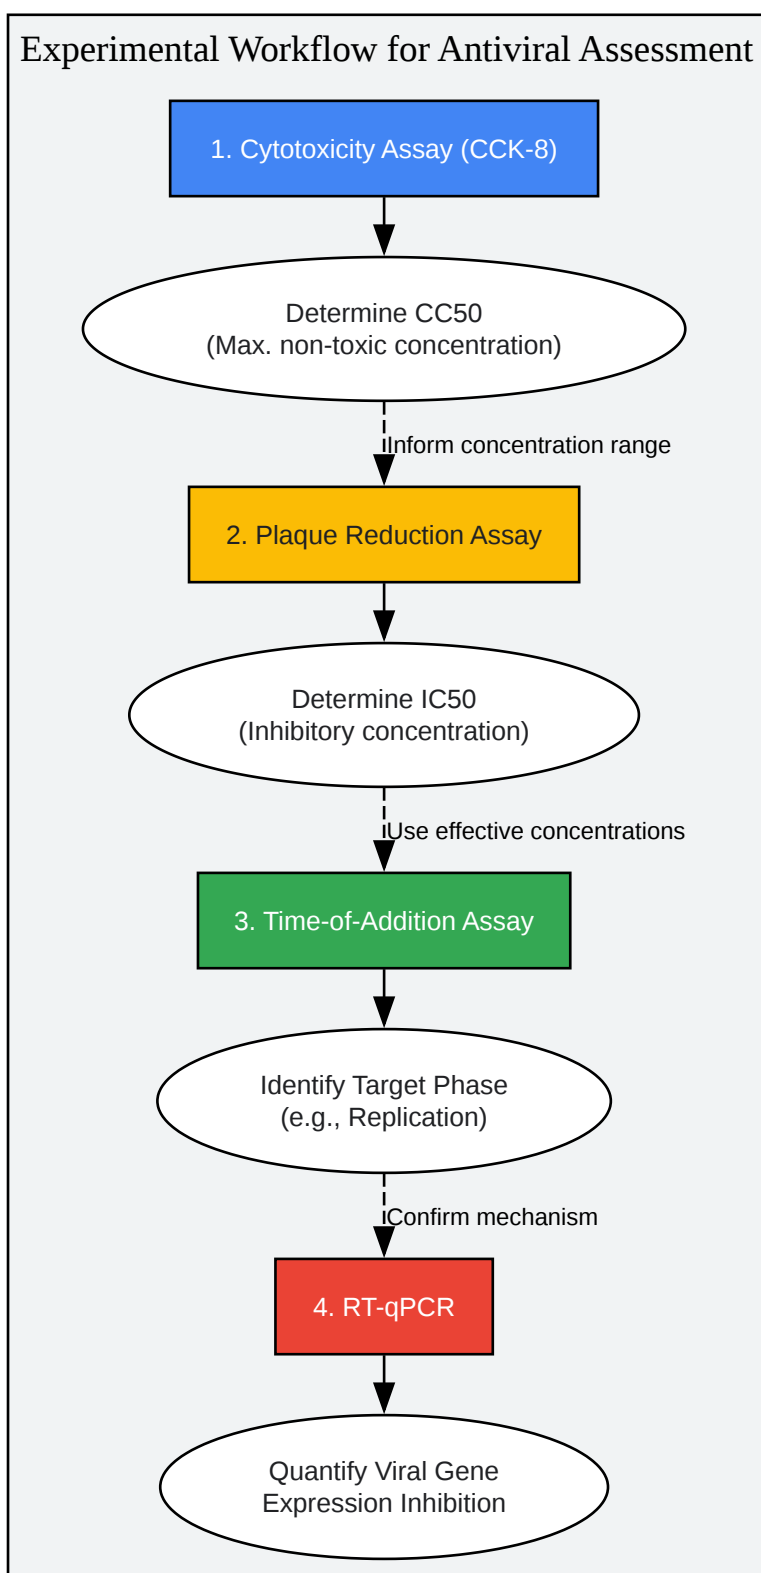 Experimental Workflow for Antiviral Assessment
1. Cytotoxicity Assay (CCK-8)
Determine CC50
(Max. non-toxic concentration)
Inform concentration range
2. Plaque Reduction Assay
Determine IC50
(Inhibitory concentration)
Use effective concentrations
3. Time-of-Addition Assay
Identify Target Phase
(e.g., Replication)
Confirm mechanism
4. RT-qPCR
Quantify Viral Gene
Expression Inhibition